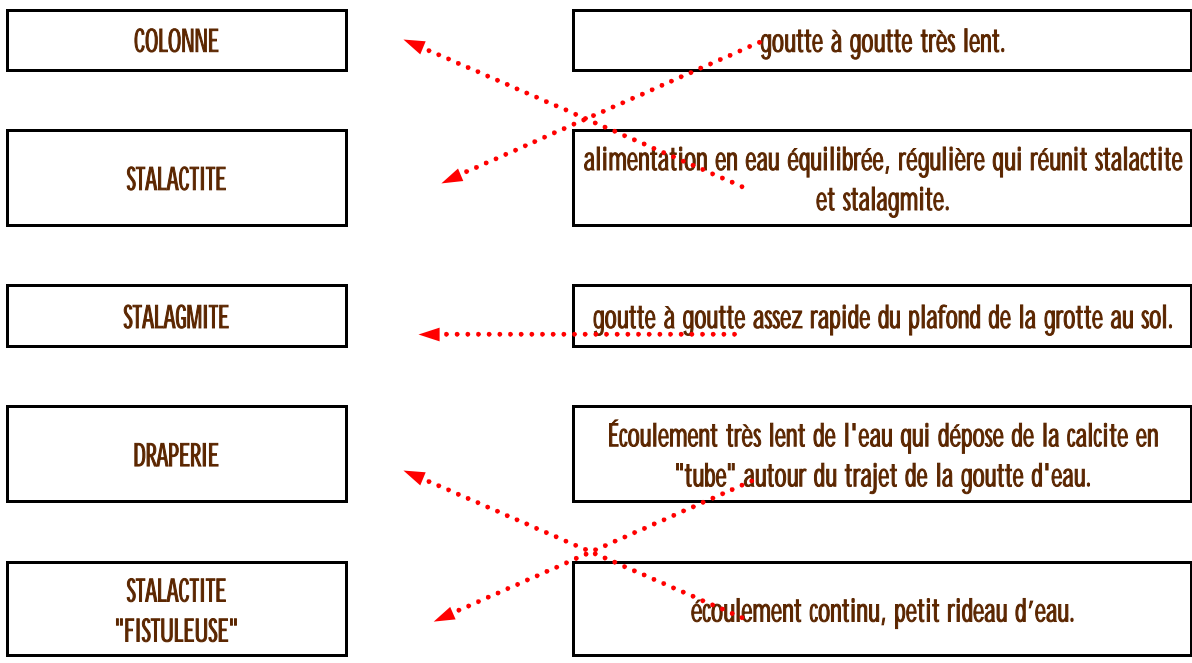 COLONNE
goutte à goutte très lent.
STALACTITE
alimentation en eau équilibrée, régulière qui réunit stalactite
et stalagmite.
STALAGMITE
goutte à goutte assez rapide du plafond de la grotte au sol.
DRAPERIE
Écoulement très lent de l'eau qui dépose de la calcite en
"tube" autour du trajet de la goutte d'eau.
STALACTITE
"FISTULEUSE"
écoulement continu, petit rideau d’eau.